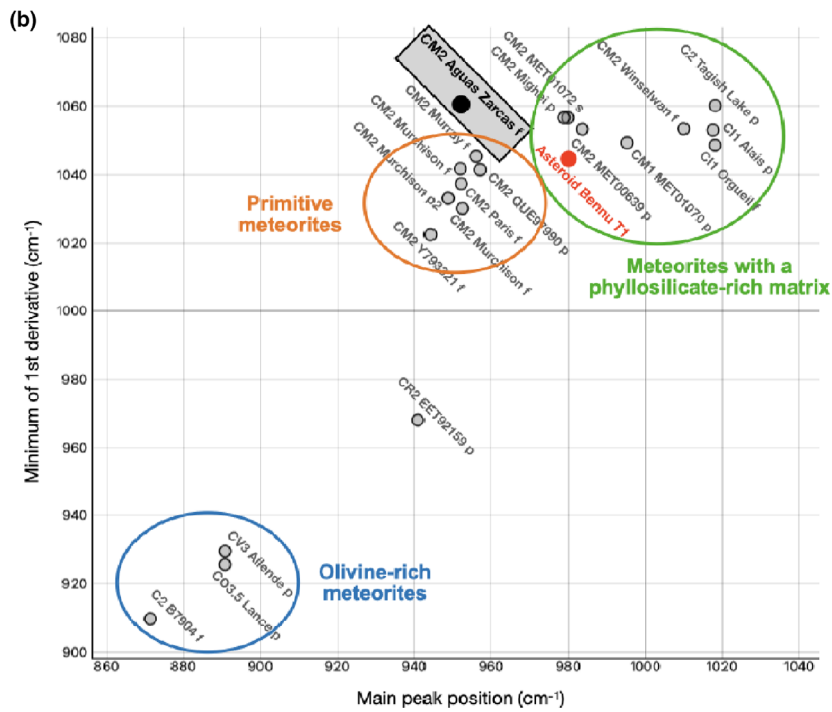 (b)
1080
1060
1040
1020
1000
980
960
940
920
900
Minimum of 1st derivative (cm⁻¹)
CM2 Aguas Zarcas f
CM2 MET01072 s
CM2 Mighei p
CM2 Winselwan f
C2 Tagish Lake p
CI1 Alais p
CI1 Orgueil f
CM1 MET01070 p
CM2 MET00639 p
Asteroid Bennu T1
Meteorites with a
phyllosilicate-rich matrix
Primitive
meteorites
CM2 Murray f
CM2 Murchison f
CM2 Murchison p2
CM2 QUE97990 p
CM2 Paris f
CM2 Murchison f
CM2 Y793321 f
CR2 EET92159 p
Olivine-rich
meteorites
CV3 Allende p
CO3.5 Lance p
C2 B7904 f
860
880
900
920
940
960
980
1000
1020
1040
Main peak position (cm⁻¹)